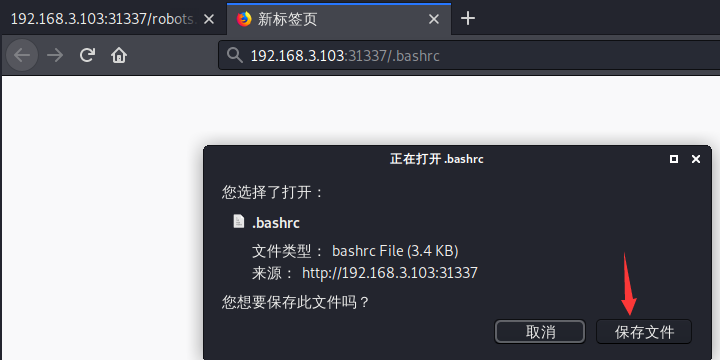 192.168.3.103:31337/robots
新标签页
192.168.3.103:31337/.bashrc
正在打开 .bashrc
您选择了打开：
.bashrc
文件类型： bashrc File (3.4 KB)
来源： http://192.168.3.103:31337
您想要保存此文件吗？
取消
保存文件